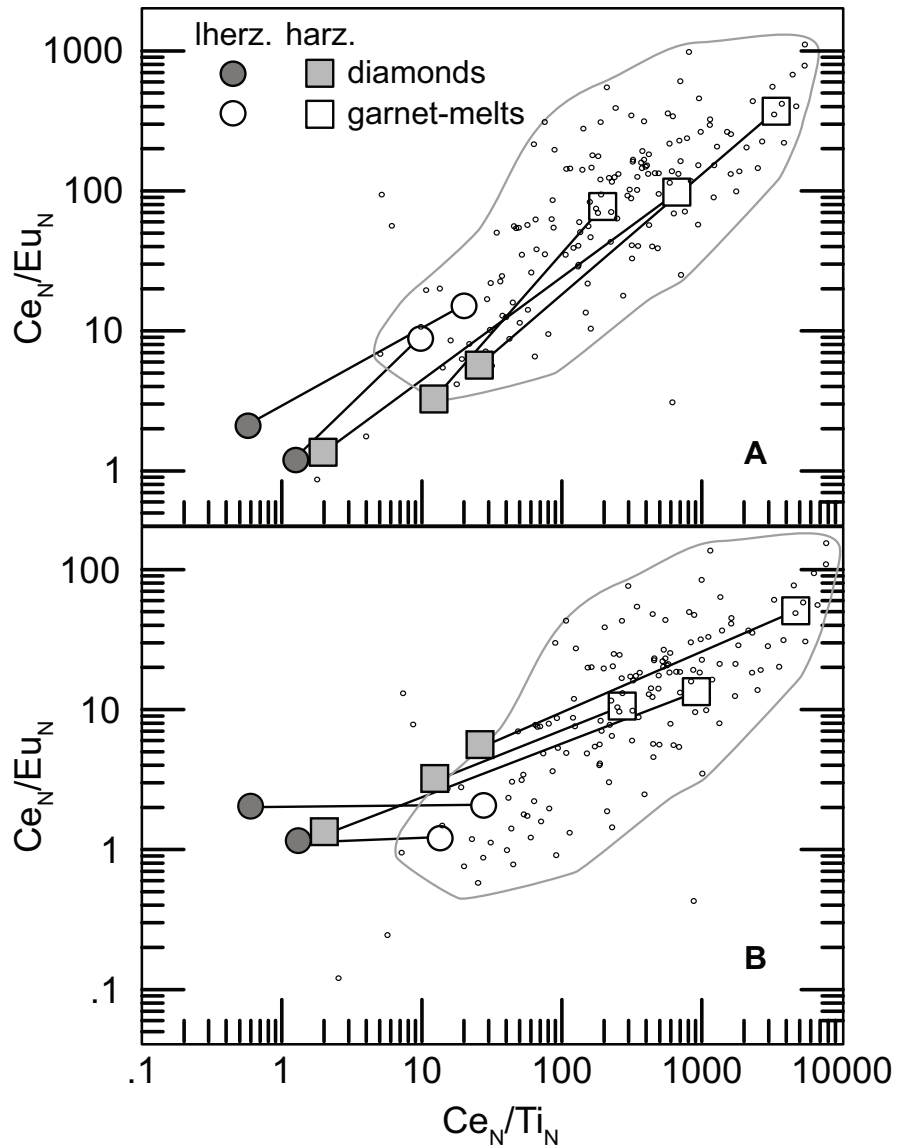 lherz. harz.
diamonds
garnet-melts
1000
100
10
1
Ce_N/Eu_N
A
100
10
1
.1
Ce_N/Eu_N
B
.1 1 10 100 1000 10000
Ce_N/Ti_N